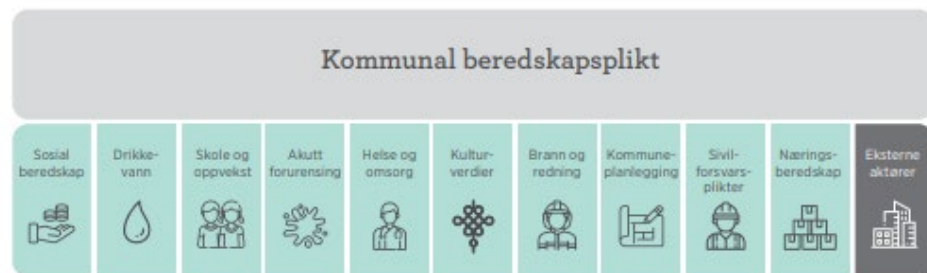 Kommunal beredskapsplikt
Sosial
beredskap
Drikke-
vann
Skole og
oppvekst
Akutt
forurensing
Helse og
omsorg
Kultur-
verdier
Brann og
redning
Kommune-
planlegging
Sivil-
forsvars-
plikter
Nærings-
beredskap
Eksterne
aktører